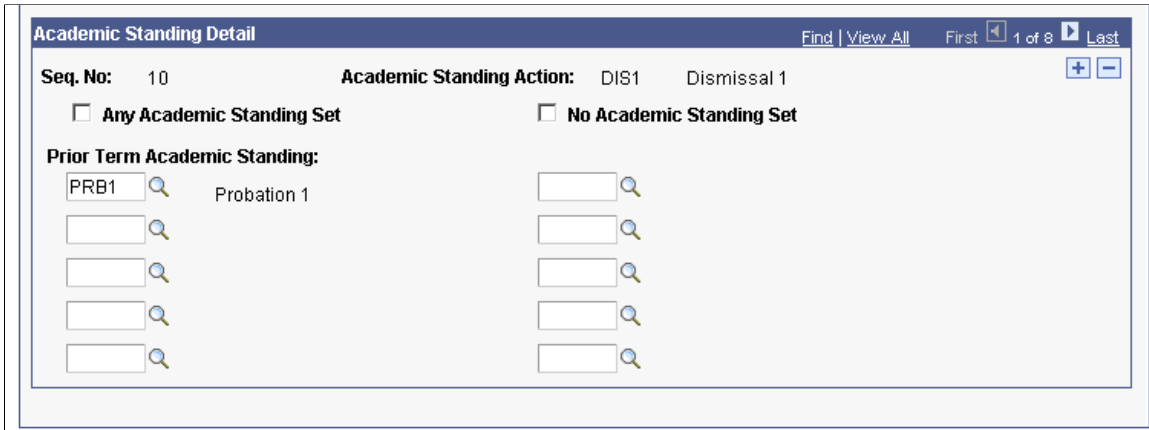 Academic Standing Detail Find | View All First 1 of 8 Last
Seq. No: 10 Academic Standing Action: DIS1 Dismissal 1
Any Academic Standing Set No Academic Standing Set
Prior Term Academic Standing:
PRB1 Probation 1